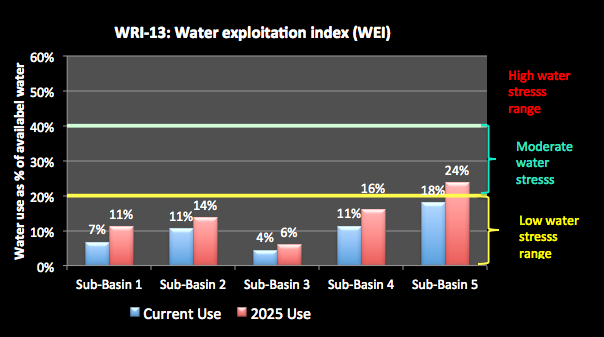 WRI-13: Water exploitation index (WEI)
Water use as % of availabel water
60%
50%
40%
30%
20%
10%
0%
7%
11%
11%
14%
4%
6%
11%
16%
18%
24%
Sub-Basin 1
Sub-Basin 2
Sub-Basin 3
Sub-Basin 4
Sub-Basin 5
Current Use
2025 Use
High water
stresss
range
Moderate
water
stresss
Low water
stresss
range